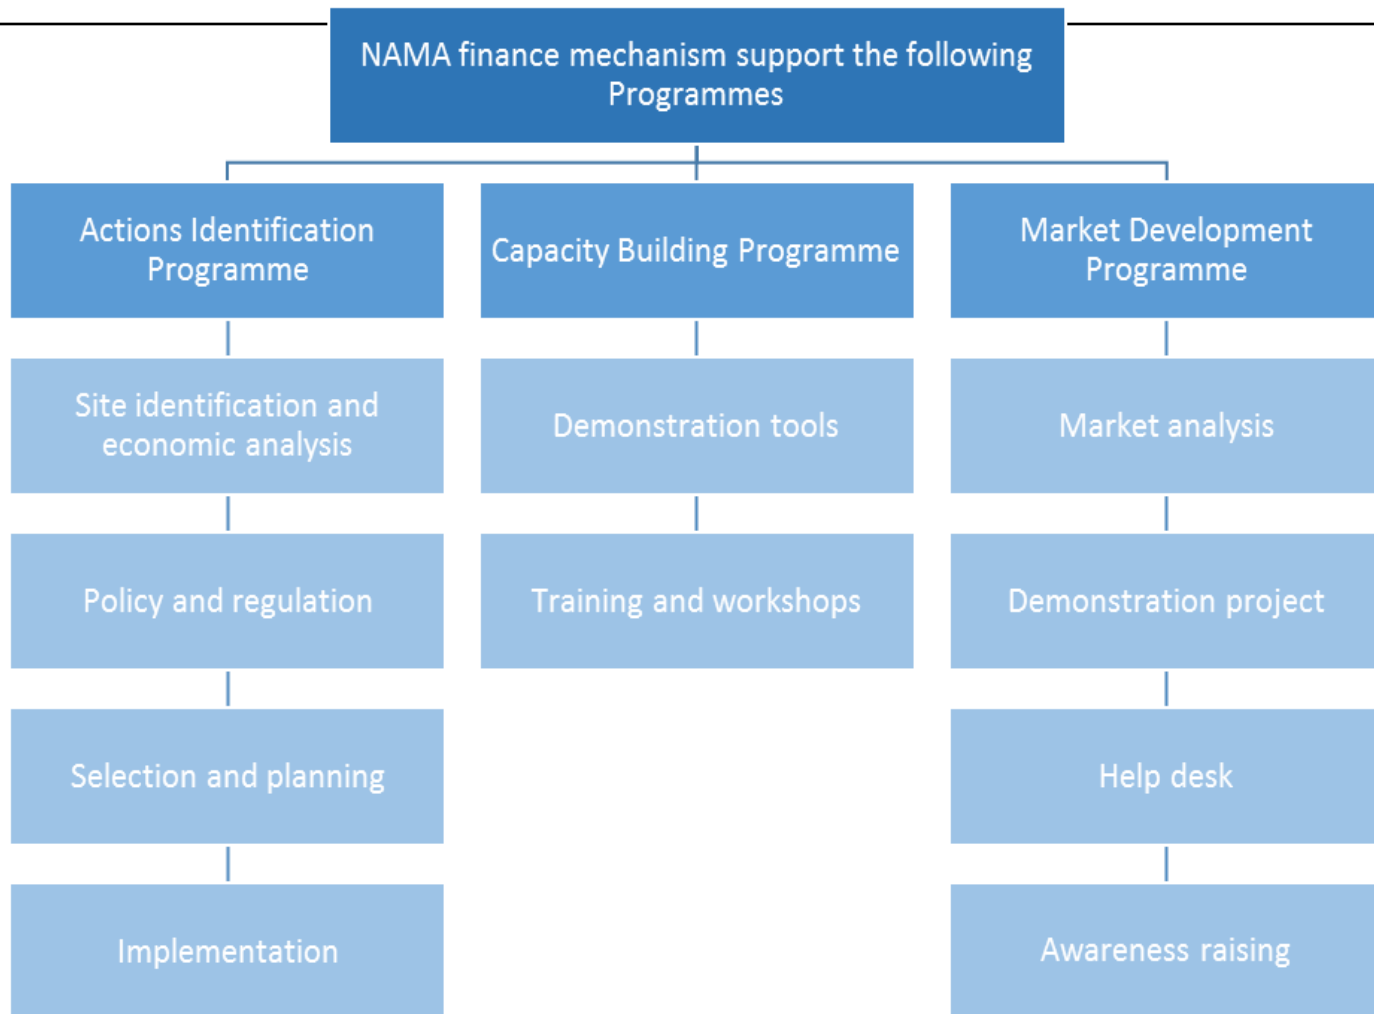 NAMA finance mechanism support the following
Programmes
Actions Identification
Programme
Site identification and
economic analysis
Policy and regulation
Selection and planning
Implementation
Capacity Building Programme
Demonstration tools
Training and workshops
Market Development
Programme
Market analysis
Demonstration project
Help desk
Awareness raising